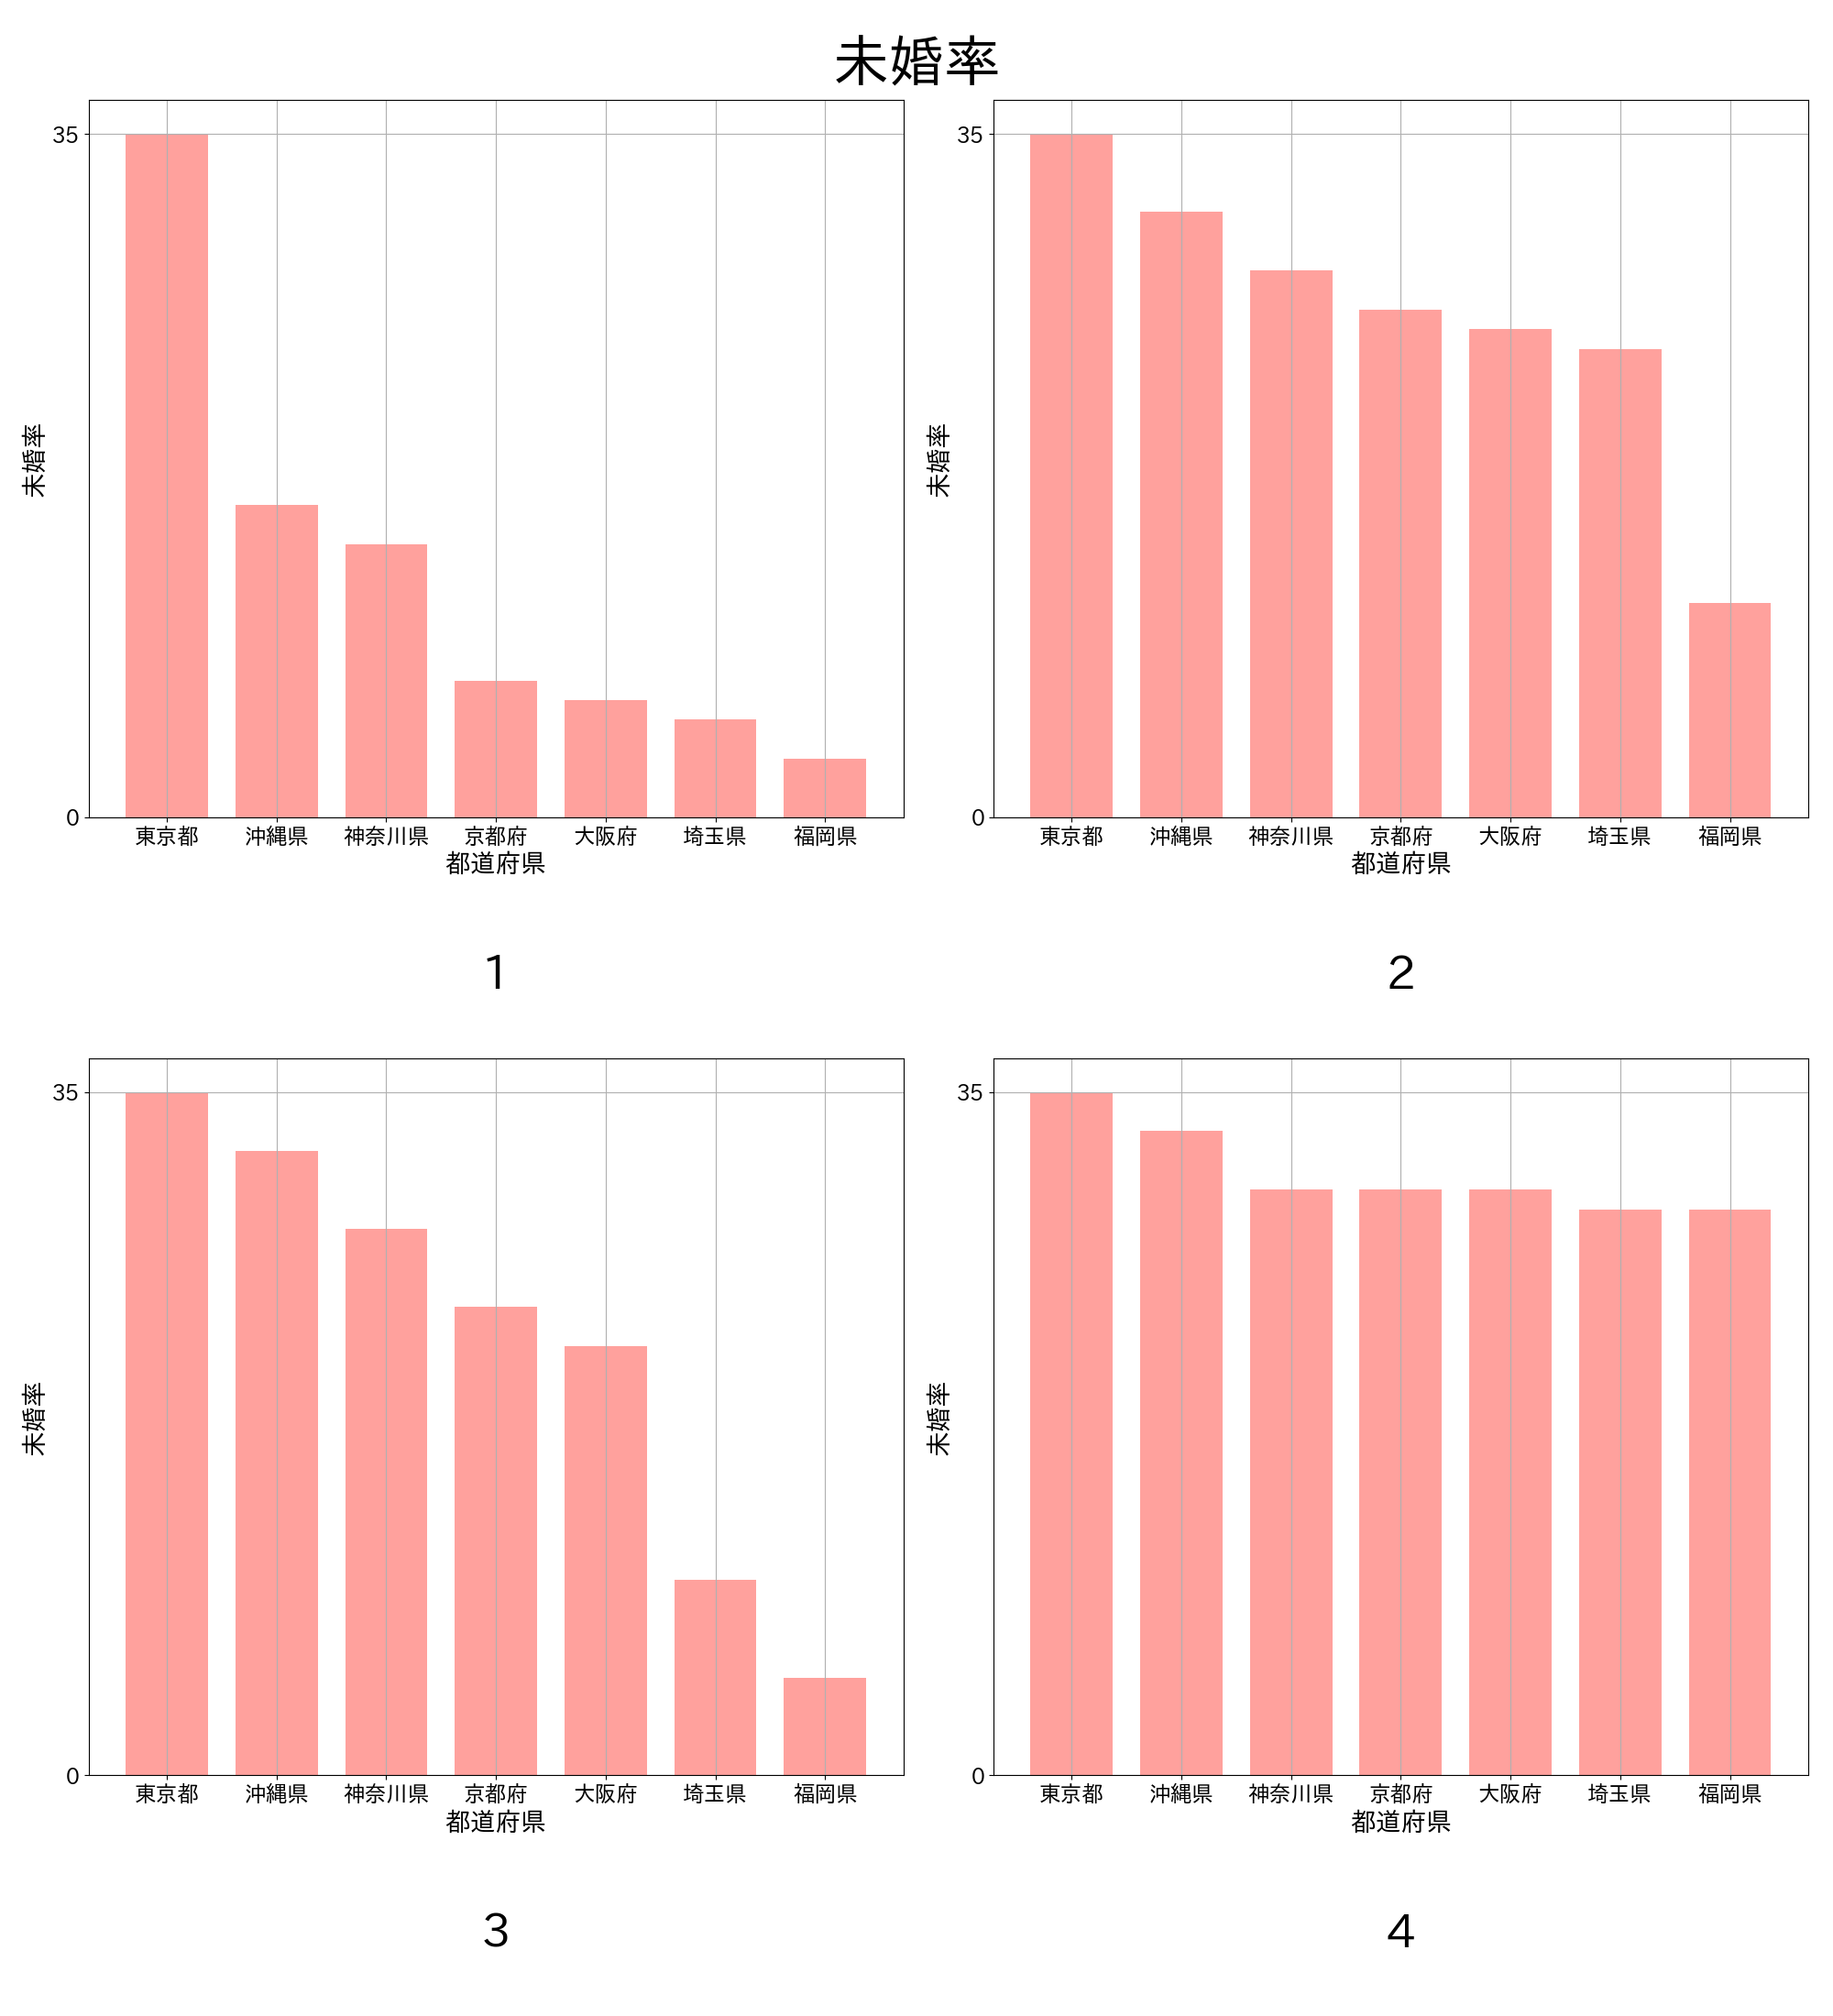 未婚率
35
0
未婚率
東京都 沖縄県 神奈川県 京都府 大阪府 埼玉県 福岡県
都道府県
1
35
0
未婚率
東京都 沖縄県 神奈川県 京都府 大阪府 埼玉県 福岡県
都道府県
2
35
0
未婚率
東京都 沖縄県 神奈川県 京都府 大阪府 埼玉県 福岡県
都道府県
3
35
0
未婚率
東京都 沖縄県 神奈川県 京都府 大阪府 埼玉県 福岡県
都道府県
4